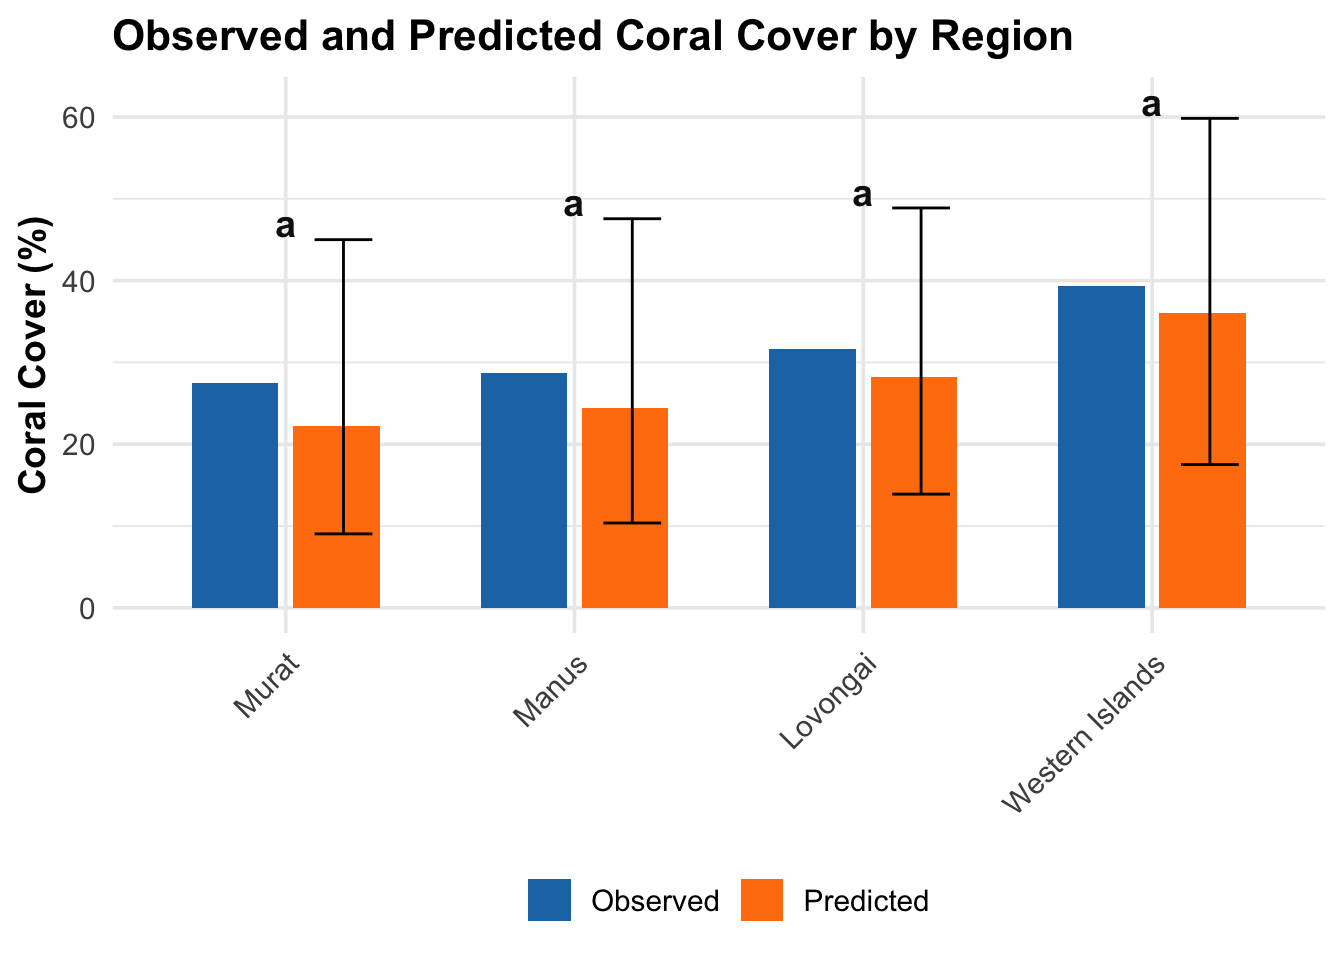 Observed and Predicted Coral Cover by Region
Coral Cover (%)
60
40
20
0
a
a
a
a
Murat
Manus
Lovongai
Western Islands
Observed
Predicted